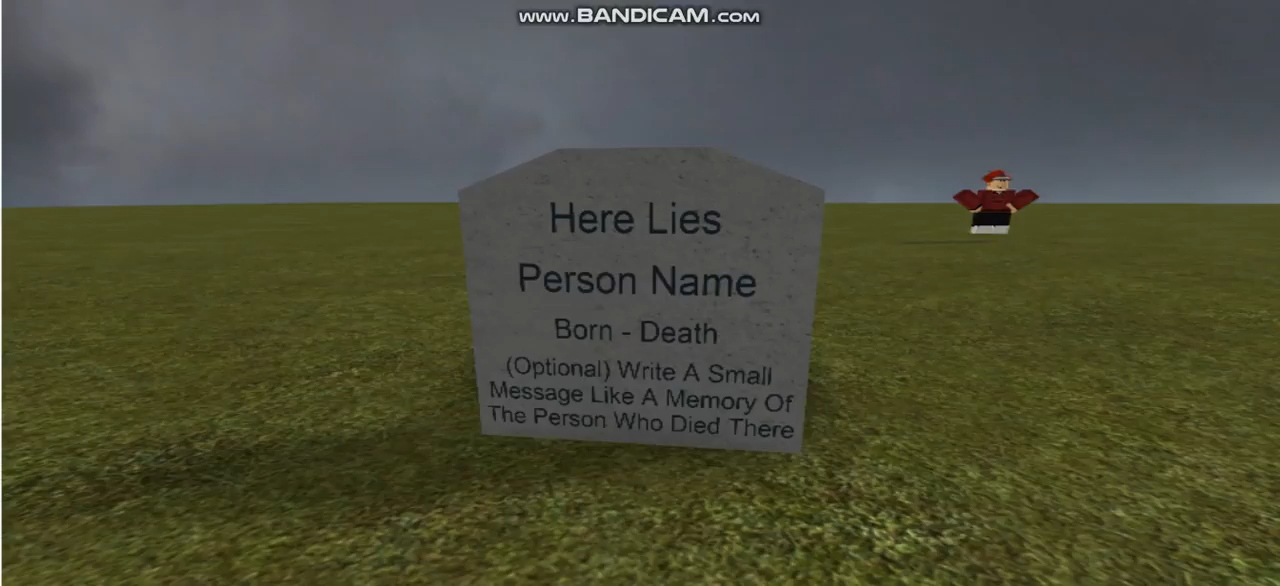 www.BANDICAM.com
Here Lies
Person Name
Born - Death
(Optional) Write A Small
Message Like A Memory Of
The Person Who Died There